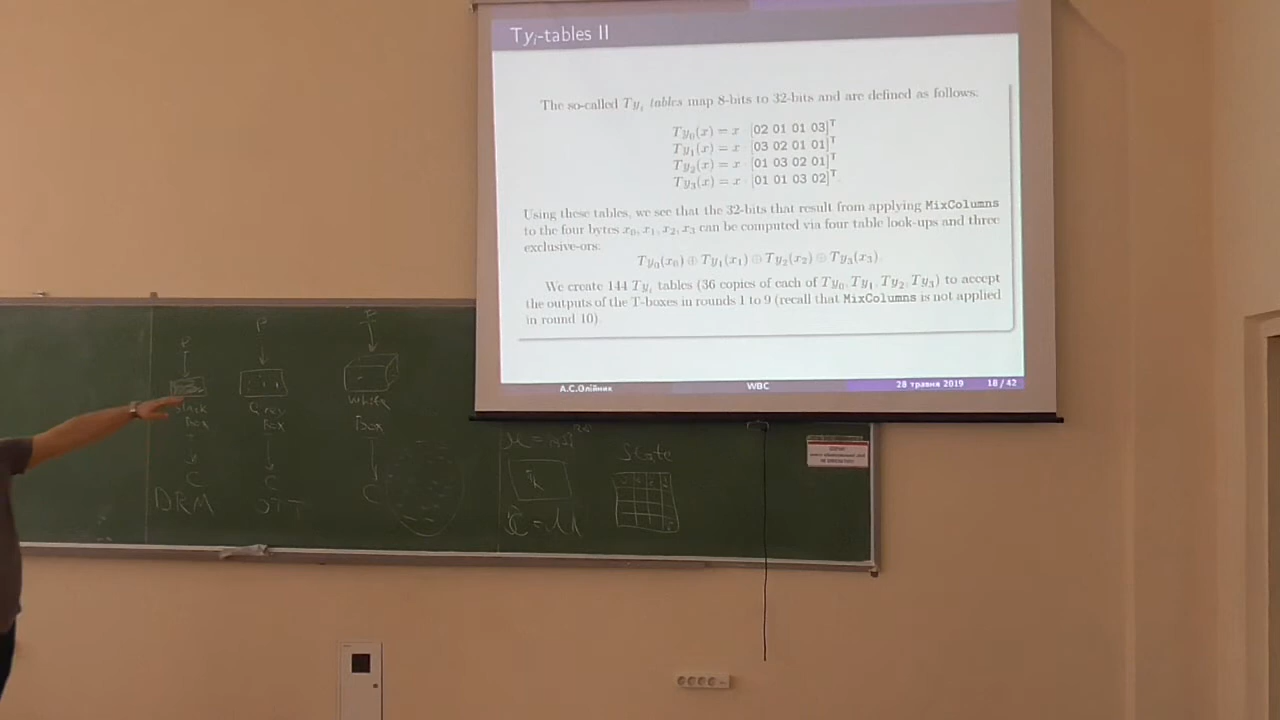 Ty_i-tables II
The so-called Ty_i tables map 8-bits to 32-bits and are defined as follows:
Ty_0(x) = x · [02 01 01 03]^T
Ty_1(x) = x · [03 02 01 01]^T
Ty_2(x) = x · [01 03 02 01]^T
Ty_3(x) = x · [01 01 03 02]^T.
Using these tables, we see that the 32-bits that result from applying MixColumns
to the four bytes x_0, x_1, x_2, x_3 can be computed via four table look-ups and three
exclusive-ors:
Ty_0(x_0) ⊕ Ty_1(x_1) ⊕ Ty_2(x_2) ⊕ Ty_3(x_3).
We create 144 Ty_i tables (36 copies of each of Ty_0, Ty_1, Ty_2, Ty_3) to accept
the outputs of the T-boxes in rounds 1 to 9 (recall that MixColumns is not applied
in round 10).
А.С.Олійник WBC 28 травня 2019 18 / 42
P P P
Black Grey White
Box Box Box
C C C
DRM OTT
State